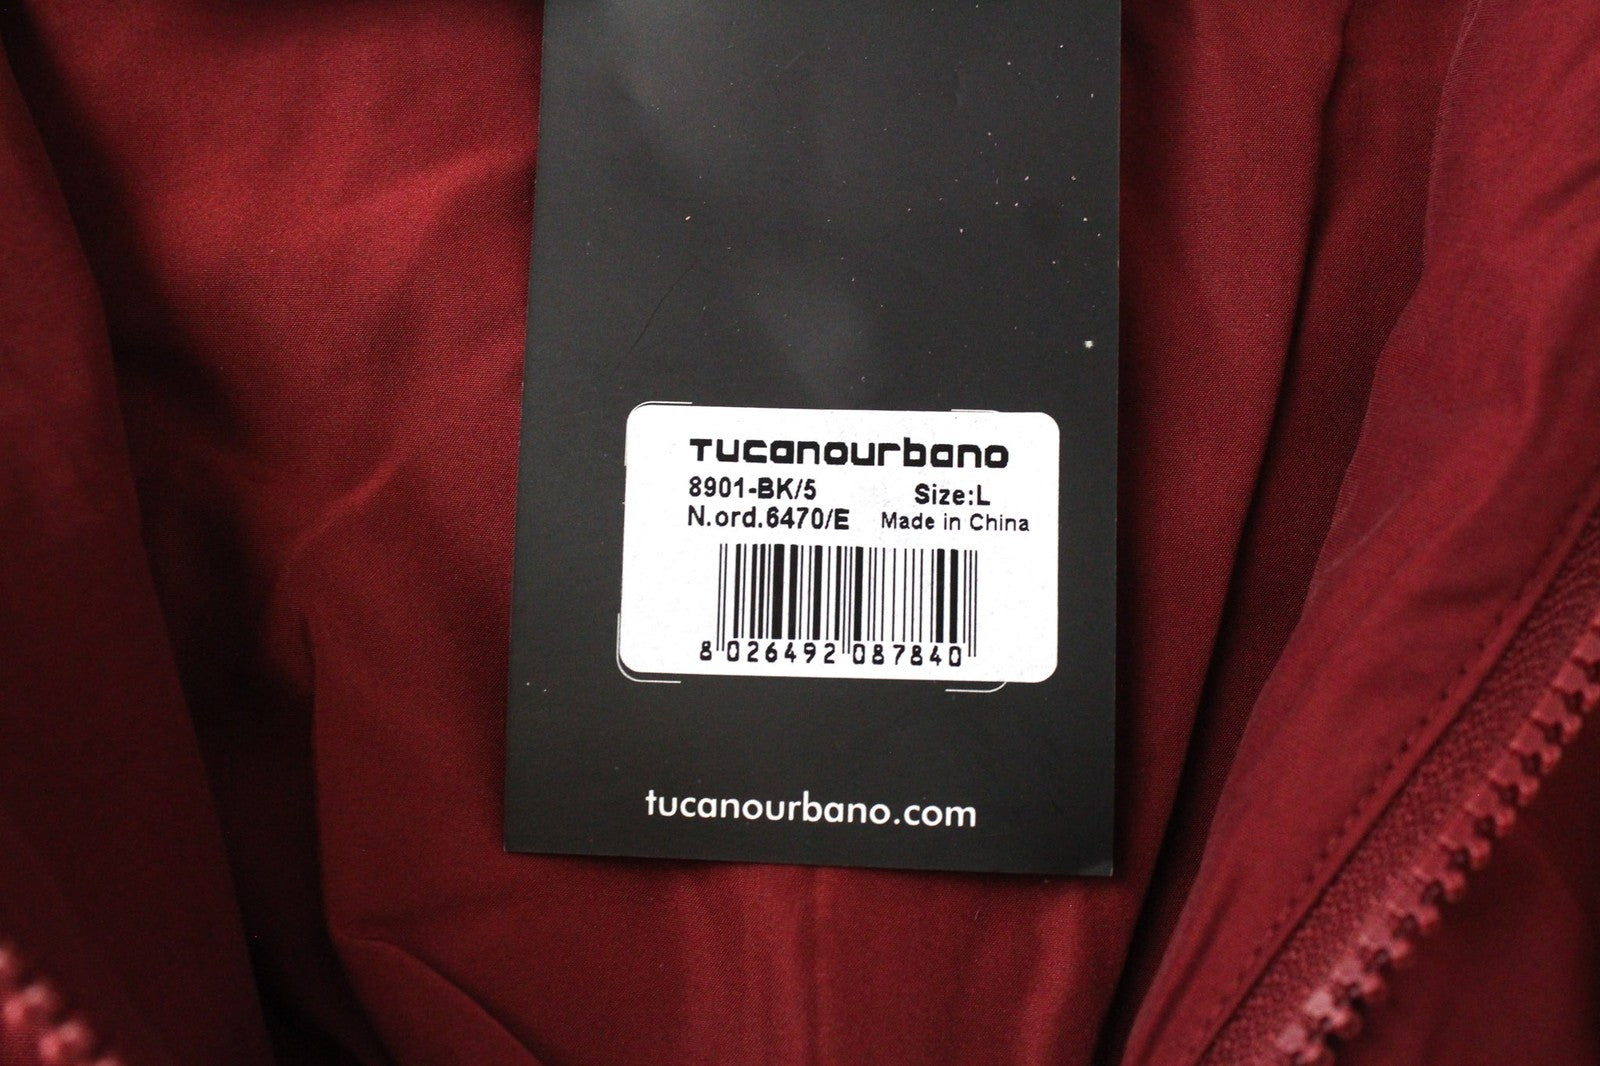 Tucanourbano
8901-BK/5 Size:L
N.ord.6470/E Made in China
8 026492 087840
tucanourbano.com